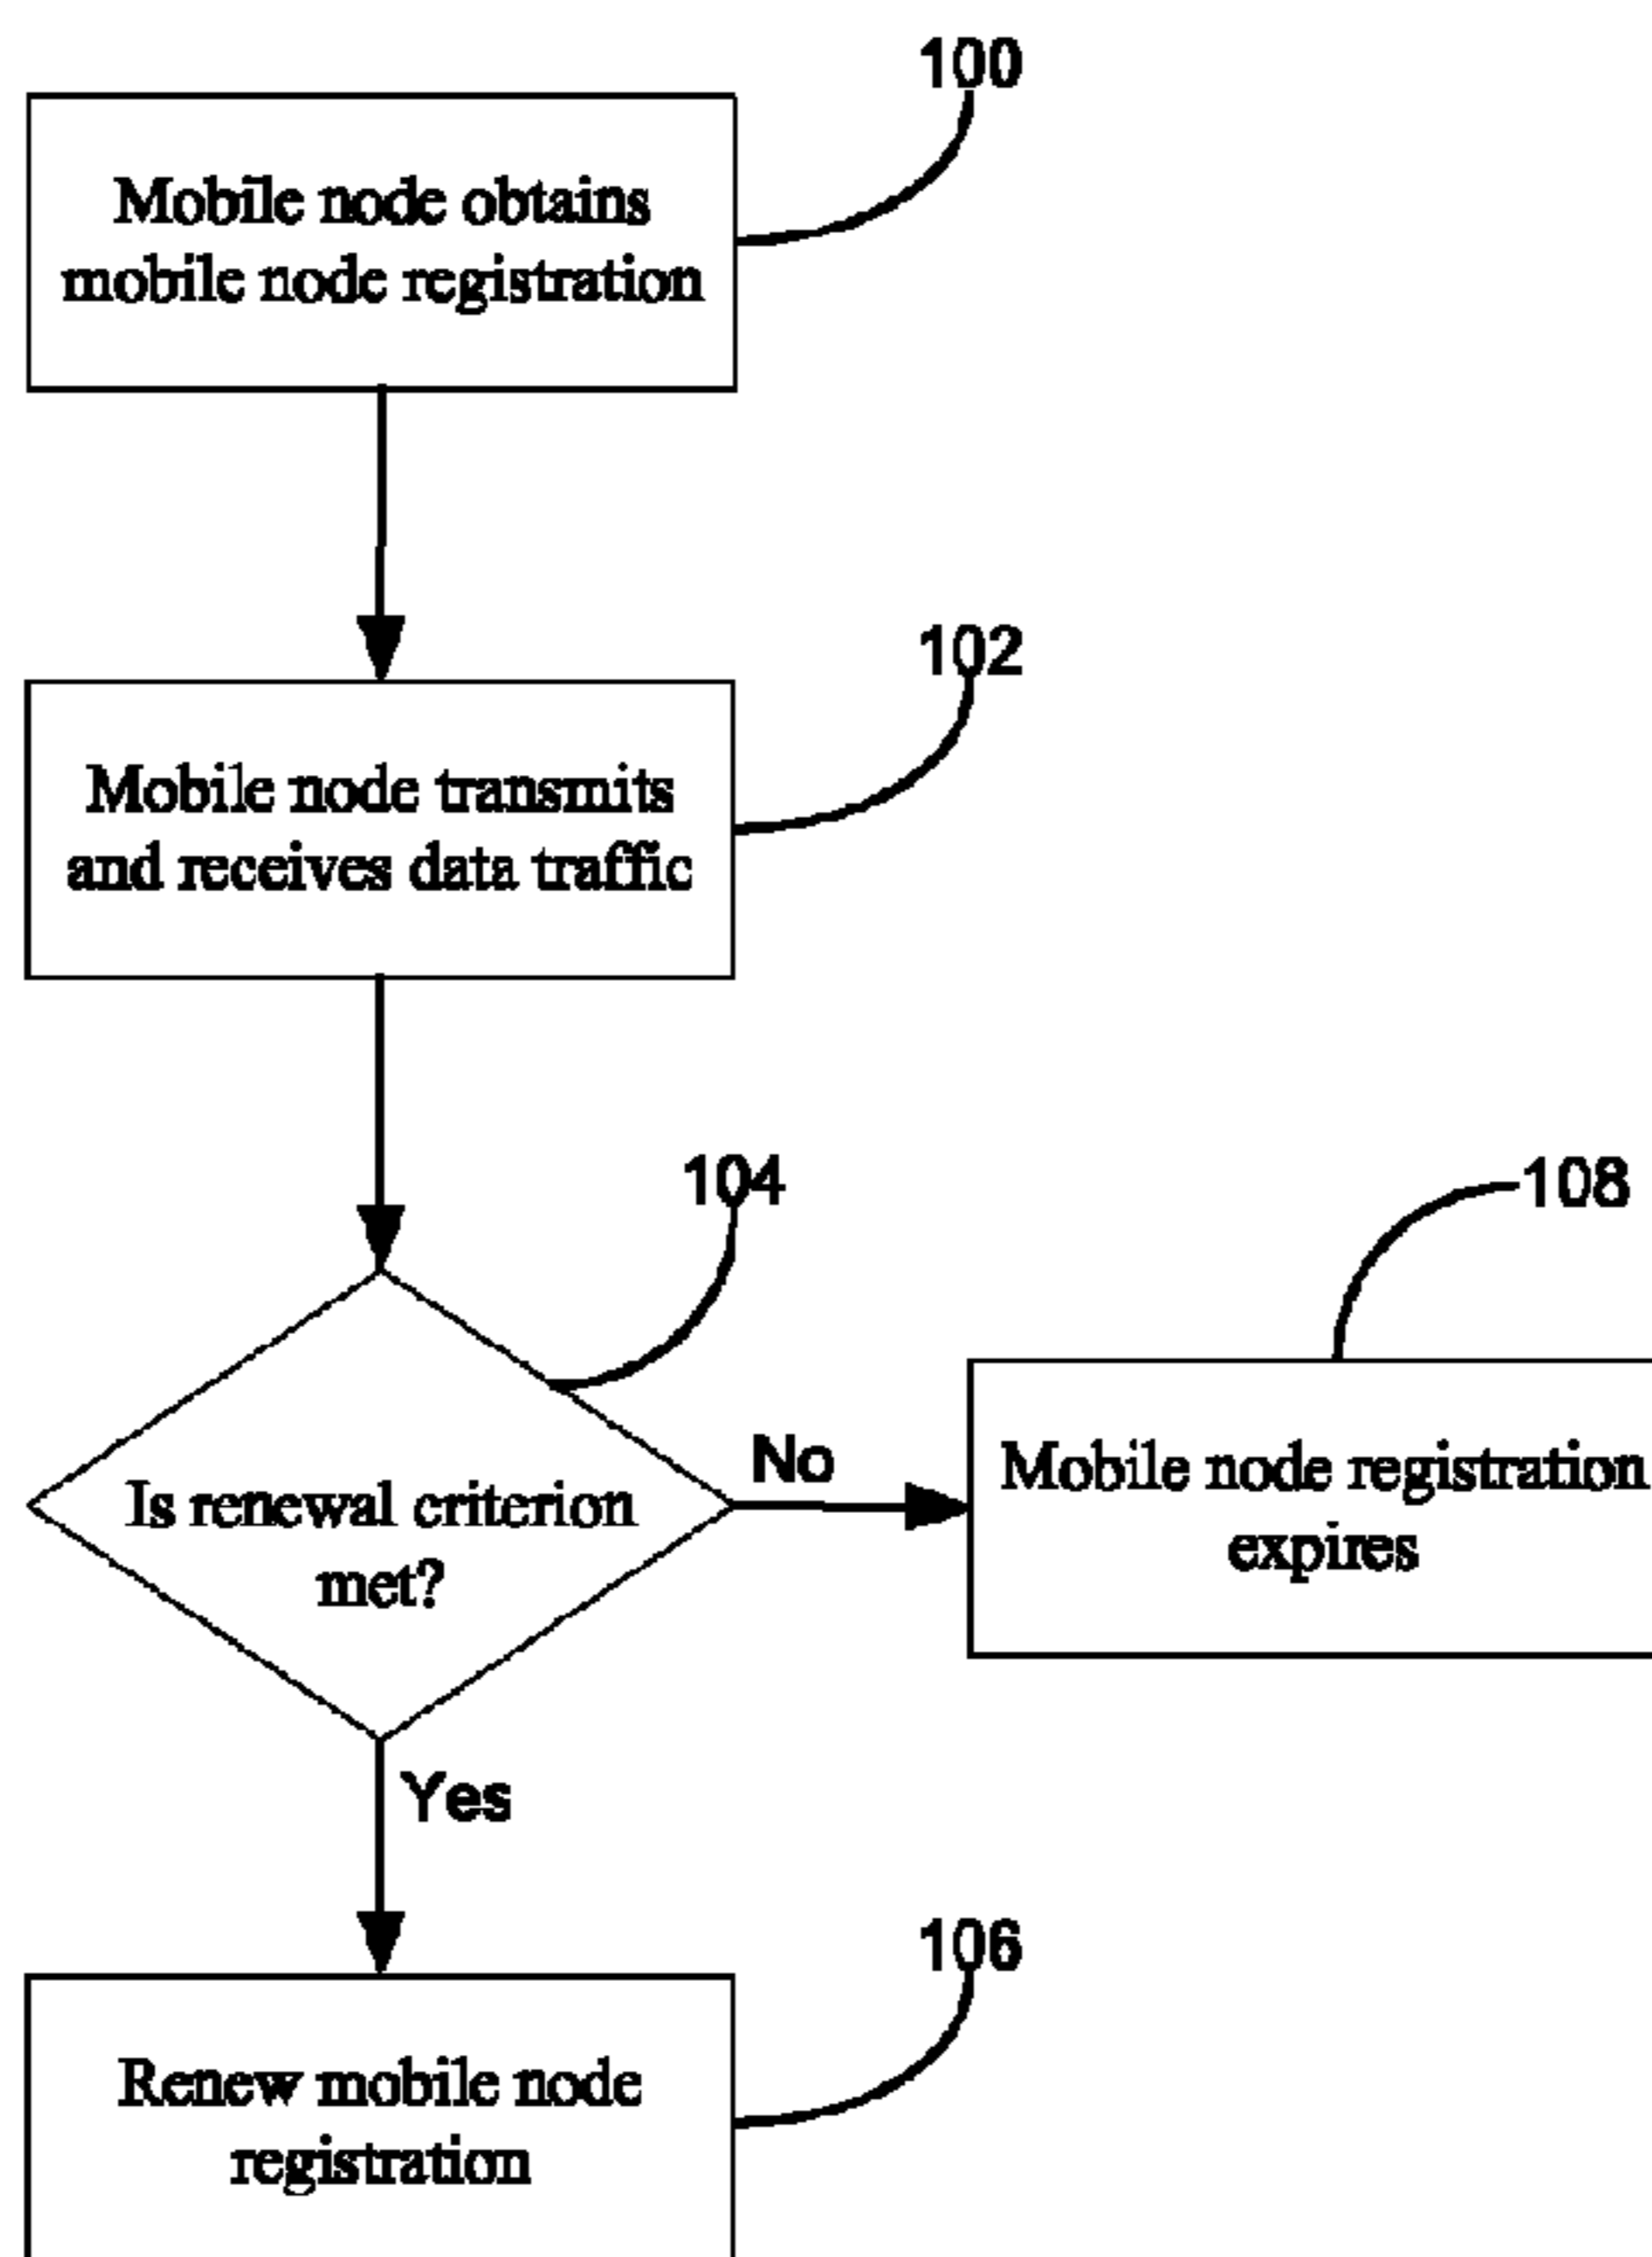 100
Mobile node obtains
mobile node registration
102
Mobile node transmits
and receives data traffic
104
108
Is renewal criterion
met?
No
Mobile node registration
expires
Yes
106
Renew mobile node
registration